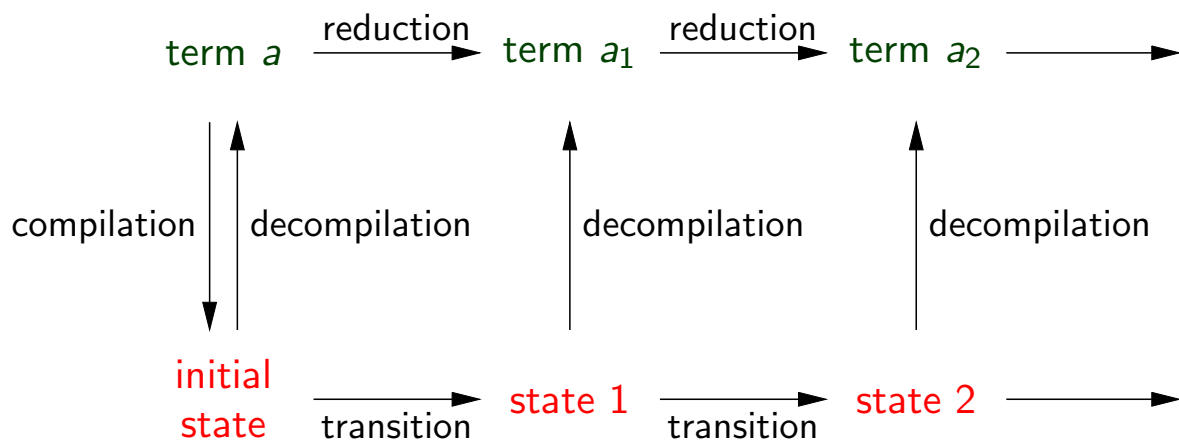 reduction reduction
term a term a₁ term a₂
compilation decompilation decompilation decompilation
initial
state state 1 state 2
transition transition